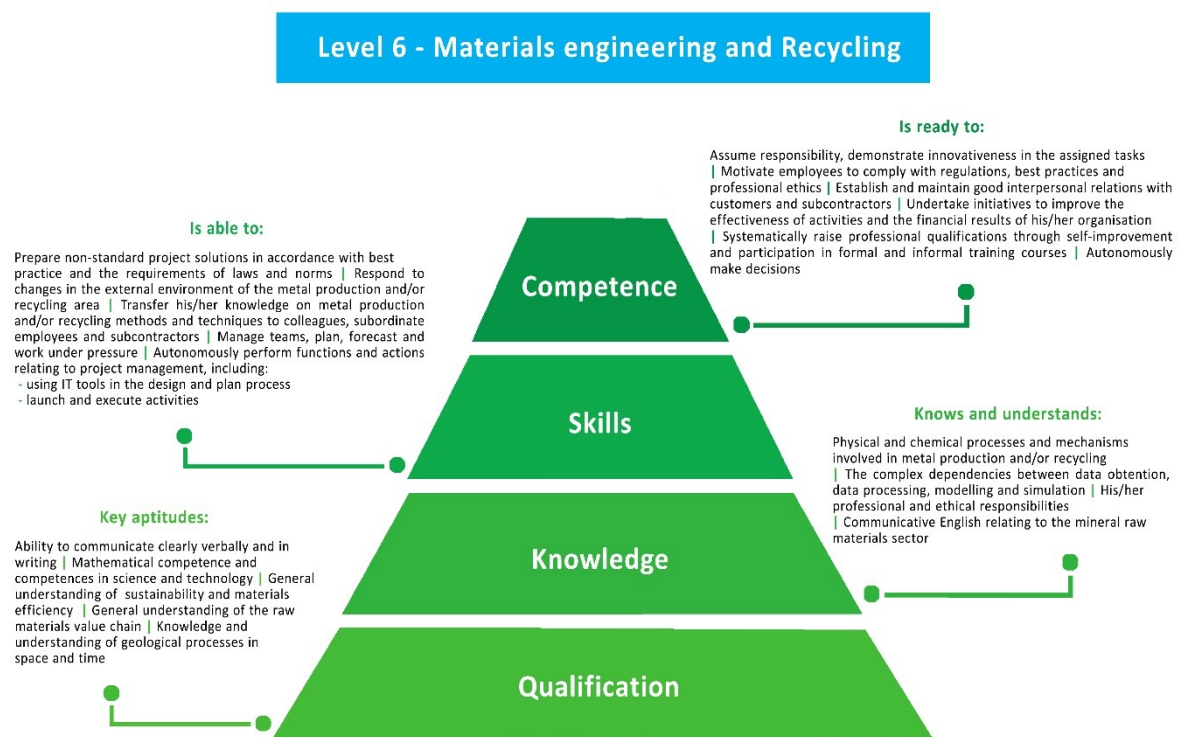 Level 6 - Materials engineering and Recycling
Is ready to:
Assume responsibility, demonstrate innovativeness in the assigned tasks
| Motivate employees to comply with regulations, best practices and
professional ethics | Establish and maintain good interpersonal relations with
customers and subcontractors | Undertake initiatives to improve the
effectiveness of activities and the financial results of his/her organisation
| Systematically raise professional qualifications through self-improvement
and participation in formal and informal training courses | Autonomously
make decisions
Competence
Is able to:
Prepare non-standard project solutions in accordance with best
practice and the requirements of laws and norms | Respond to
changes in the external environment of the metal production and/or
recycling area | Transfer his/her knowledge on metal production
and/or recycling methods and techniques to colleagues, subordinate
employees and subcontractors | Manage teams, plan, forecast and
work under pressure | Autonomously perform functions and actions
relating to project management, including:
- using IT tools in the design and plan process
- launch and execute activities
Skills
Knows and understands:
Physical and chemical processes and mechanisms
involved in metal production and/or recycling
| The complex dependencies between data obtention,
data processing, modelling and simulation | His/her
professional and ethical responsibilities
| Communicative English relating to the mineral raw
materials sector
Knowledge
Key aptitudes:
Ability to communicate clearly verbally and in
writing | Mathematical competence and
competences in science and technology | General
understanding of sustainability and materials
efficiency | General understanding of the raw
materials value chain | Knowledge and
understanding of geological processes in
space and time
Qualification